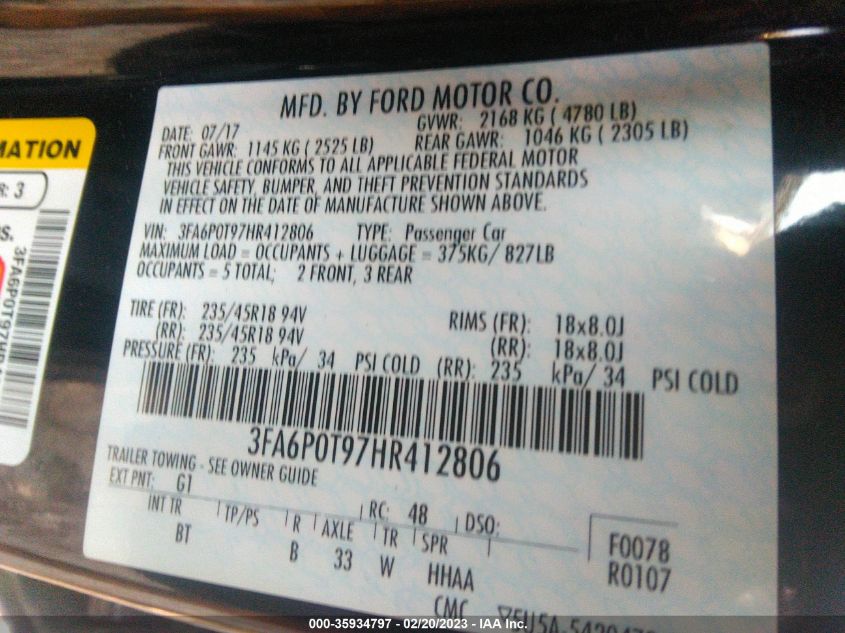 MFD. BY FORD MOTOR CO.
DATE: 07/17 GVWR: 2168 KG ( 4780 LB)
FRONT GAWR: 1145 KG ( 2525 LB) REAR GAWR: 1046 KG ( 2305 LB)
THIS VEHICLE CONFORMS TO ALL APPLICABLE FEDERAL MOTOR
VEHICLE SAFETY, BUMPER, AND THEFT PREVENTION STANDARDS
IN EFFECT ON THE DATE OF MANUFACTURE SHOWN ABOVE.
VIN: 3FA6P0T97HR412806 TYPE: Passenger Car
MAXIMUM LOAD = OCCUPANTS + LUGGAGE = 375KG/ 827LB
OCCUPANTS = 5 TOTAL; 2 FRONT, 3 REAR
TIRE (FR): 235/45R18 94V RIMS (FR): 18x8.0J
(RR): 235/45R18 94V (RR): 18x8.0J
PRESSURE (FR): 235 kPa/ 34 PSI COLD (RR): 235 kPa/ 34 PSI COLD
3FA6P0T97HR412806
TRAILER TOWING - SEE OWNER GUIDE
EXT PNT: G1 RC: 48 DSO:
INT TR TP/PS R AXLE TR SPR F0078
BT B 33 W HHAA R0107
CMC
MATION
R: 3
3FA6P0T97HR4
000-35934797 - 02/20/2023 - IAA Inc.